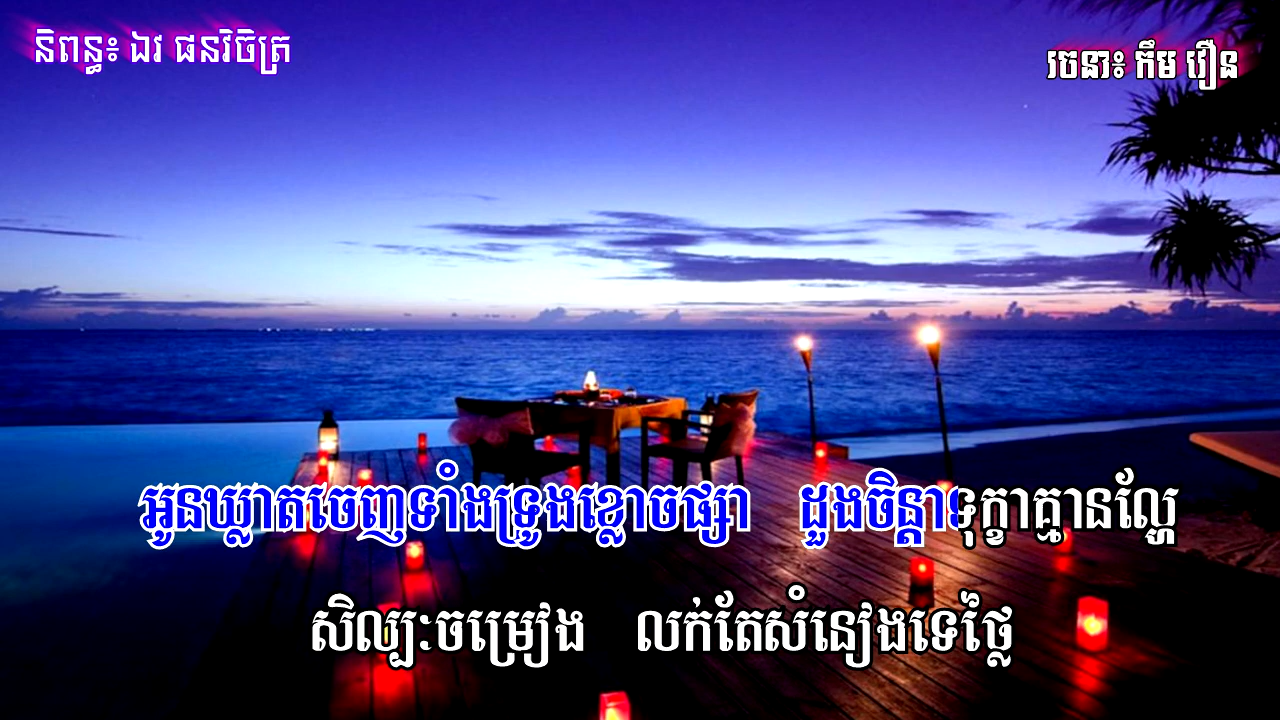 និពន្ធ៖ ឯវ ផនវិចិត្រ
រចនា៖ កឹម វឿន
អូនឃ្លាតចេញទាំងទ្រូងខ្លោចផ្សា ដួងចិន្តាទុក្ខាគ្មានល្ហែ
សិល្បៈចម្រៀង លក់តែសំនៀងទេថ្លៃ